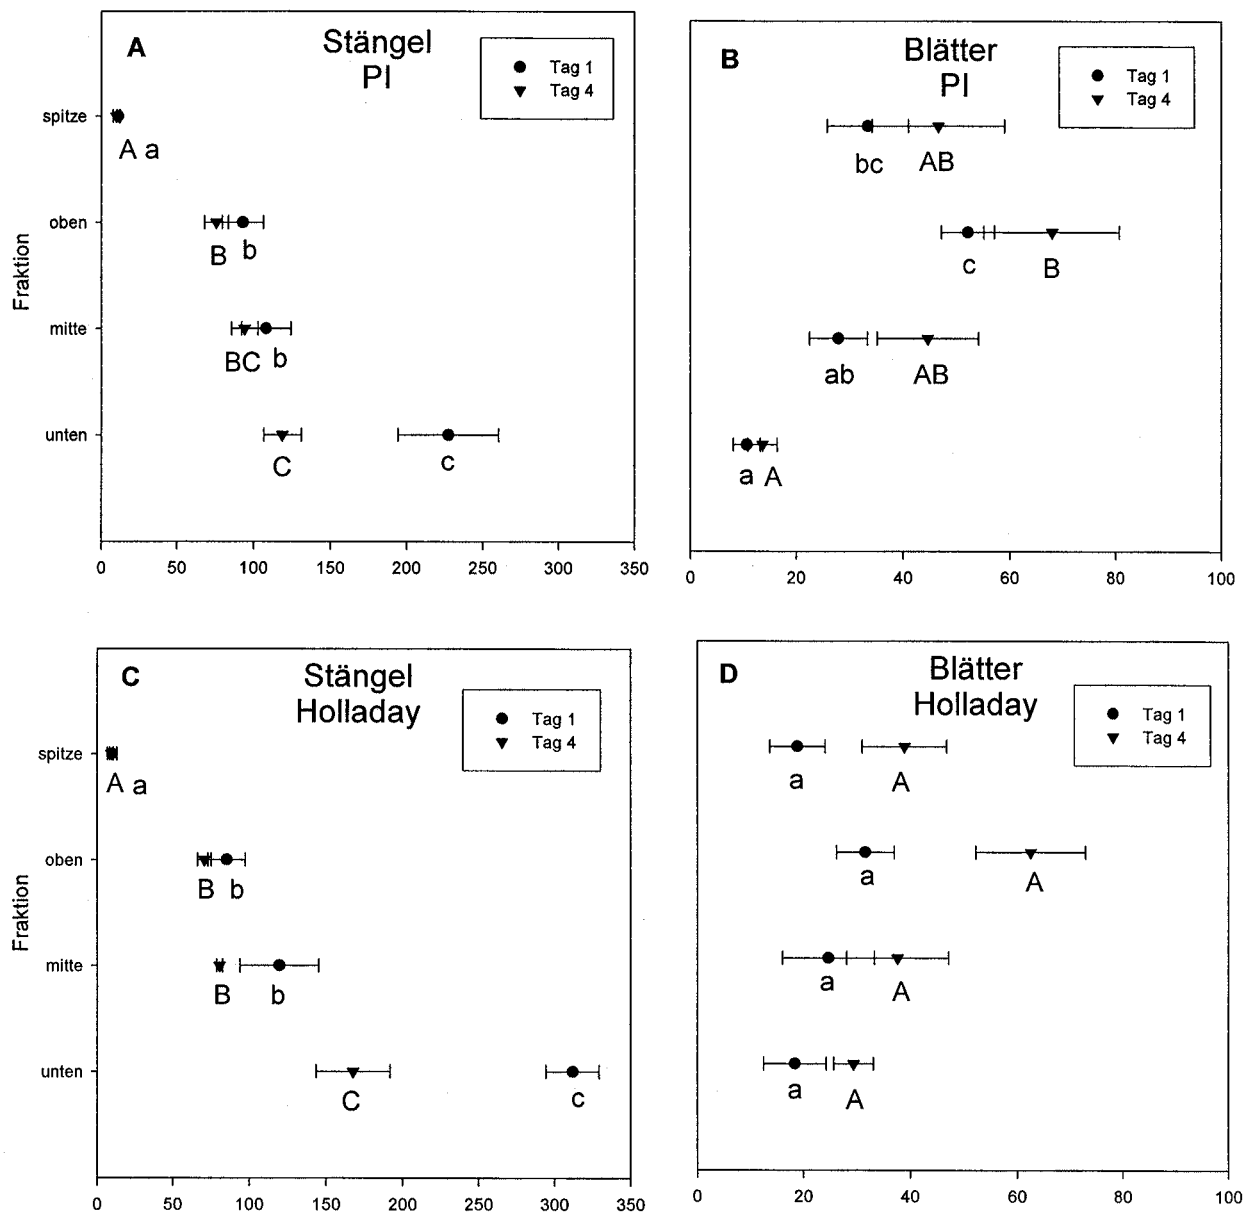 A
Stängel
PI
Tag 1
Tag 4
spitze
A a
oben
B b
mitte
BC b
unten
C c
Fraktion
0 50 100 150 200 250 300 350
B
Blätter
PI
Tag 1
Tag 4
bc AB
c B
ab AB
a A
0 20 40 60 80 100
C
Stängel
Holladay
Tag 1
Tag 4
spitze
A a
oben
B b
mitte
B b
unten
C c
Fraktion
0 50 100 150 200 250 300 350
D
Blätter
Holladay
Tag 1
Tag 4
a A
a A
a A
a A
0 20 40 60 80 100